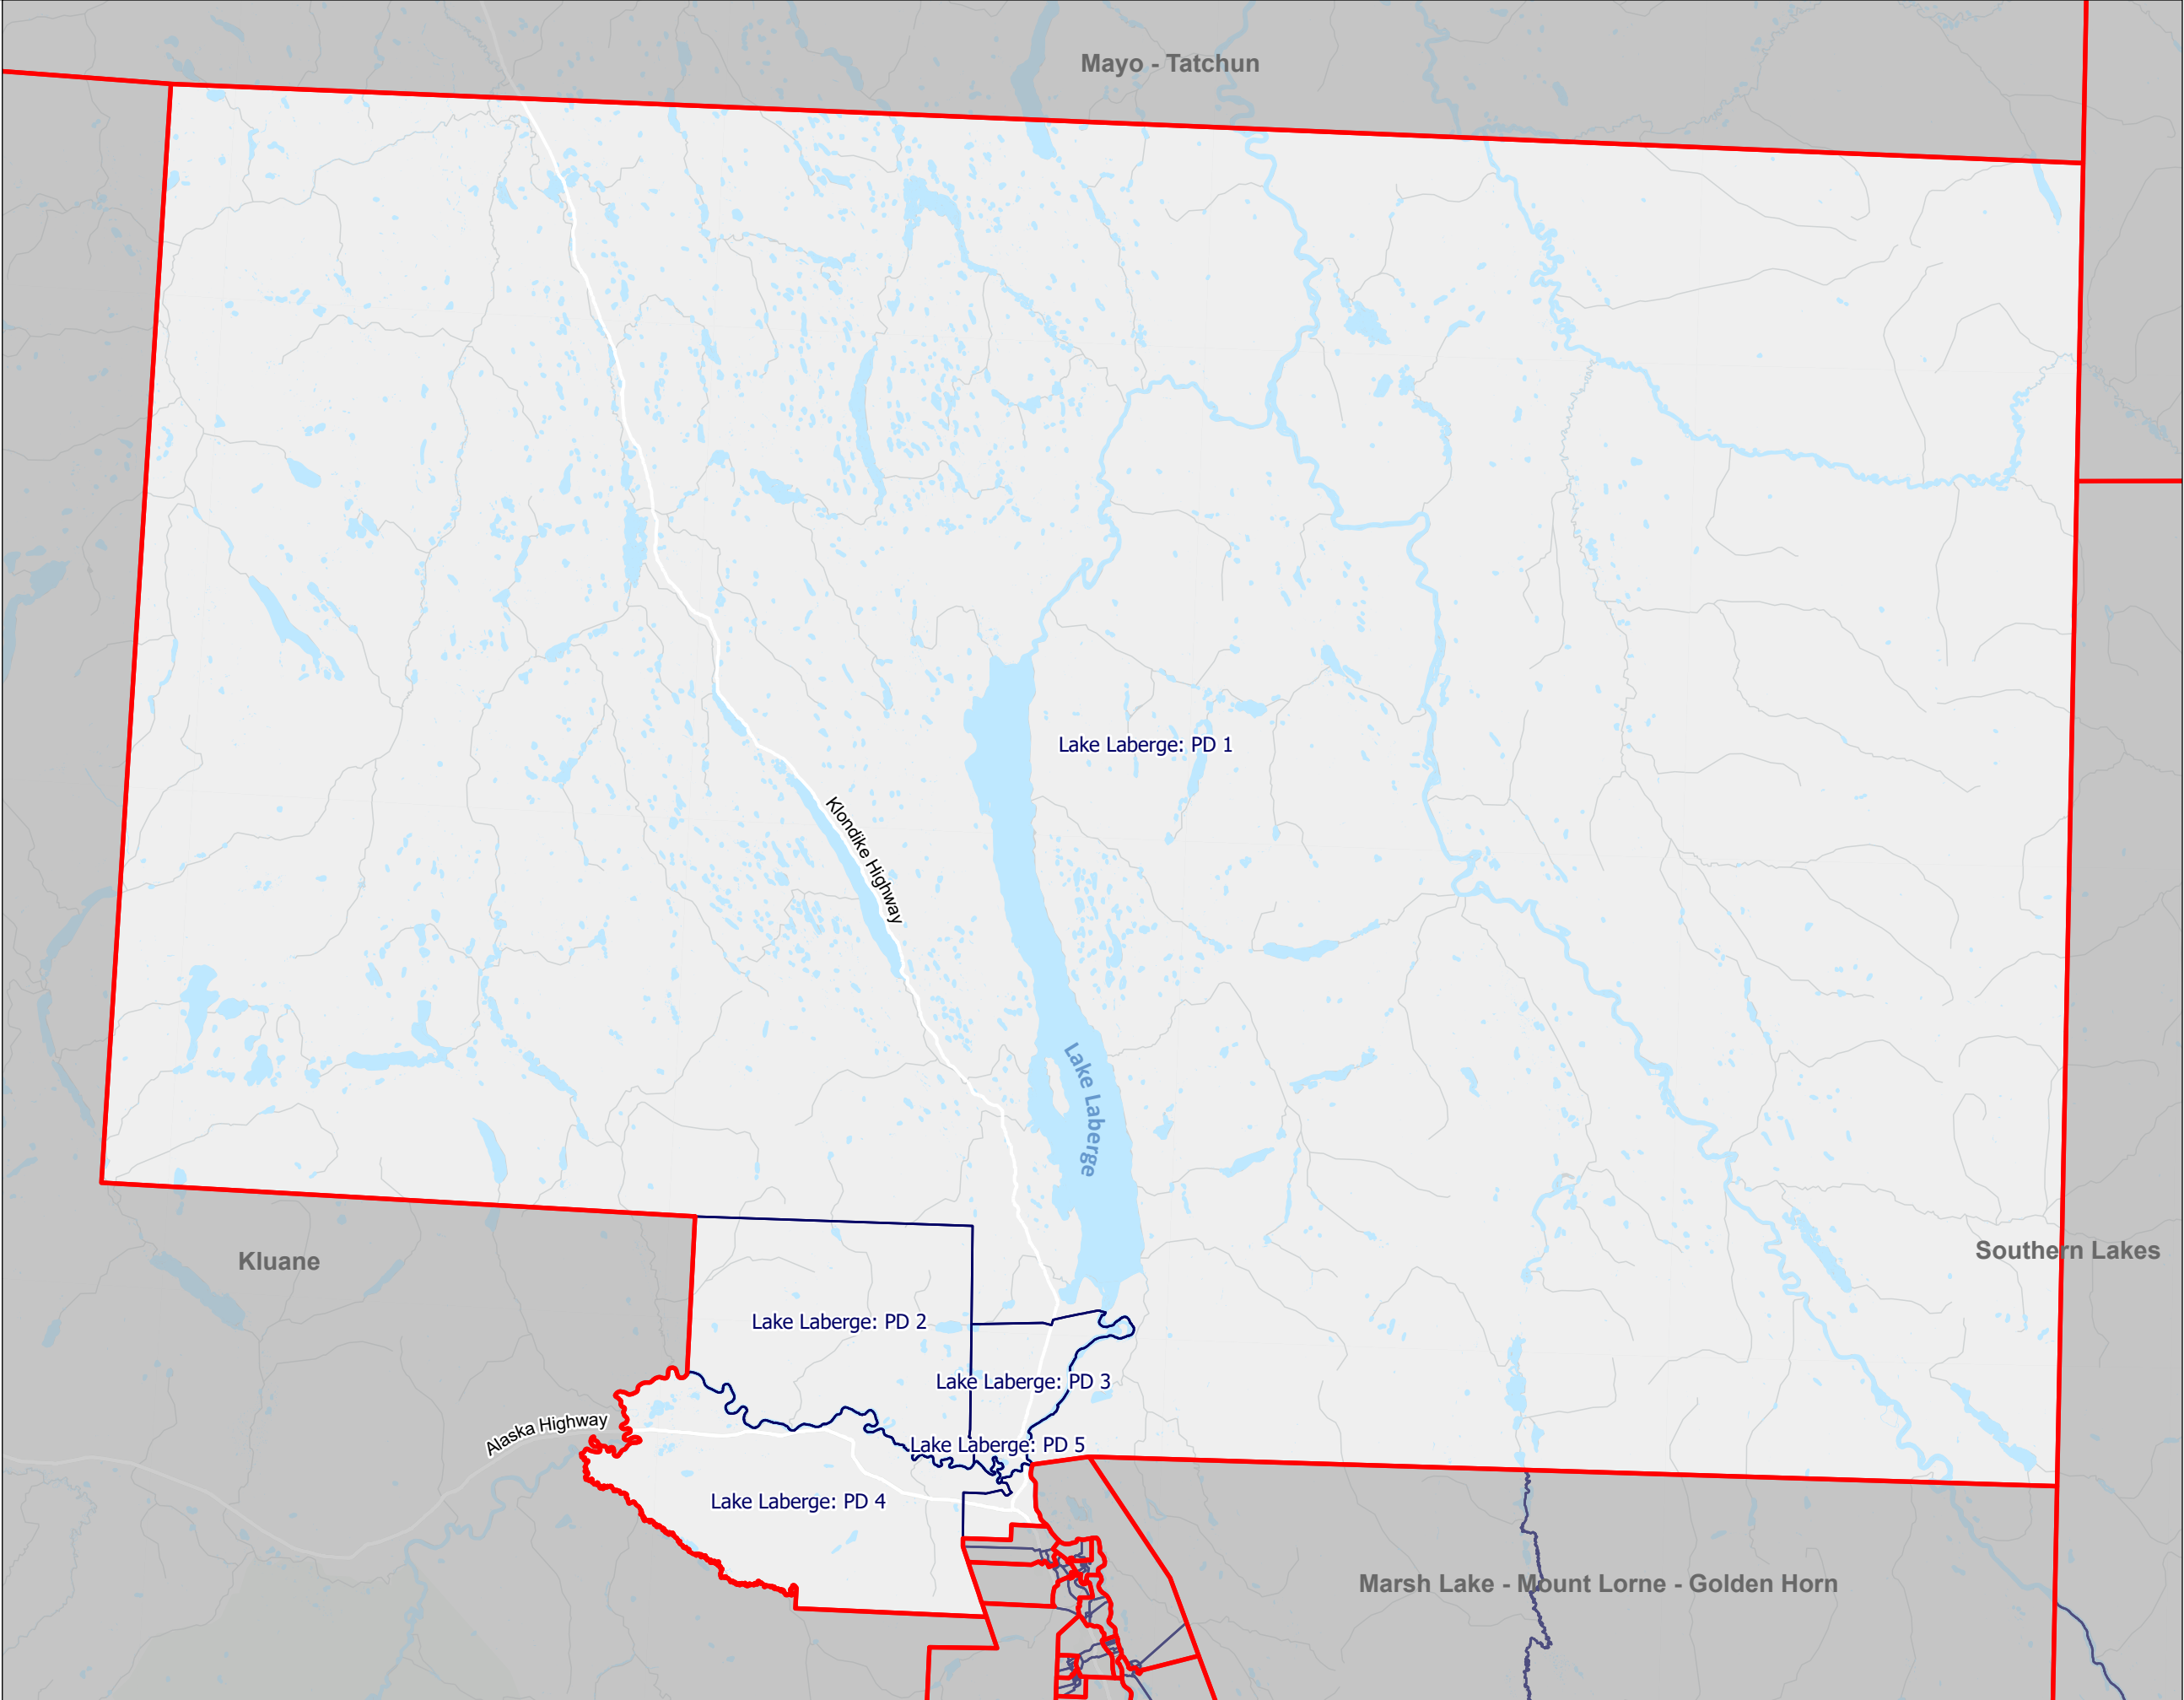 Mayo - Tatchun
Lake Laberge: PD 1
Klondike Highway
Lake Laberge
Southern Lakes
Kluane
Lake Laberge: PD 2
Lake Laberge: PD 3
Alaska Highway
Lake Laberge: PD 5
Lake Laberge: PD 4
Marsh Lake - Mount Lorne - Golden Horn